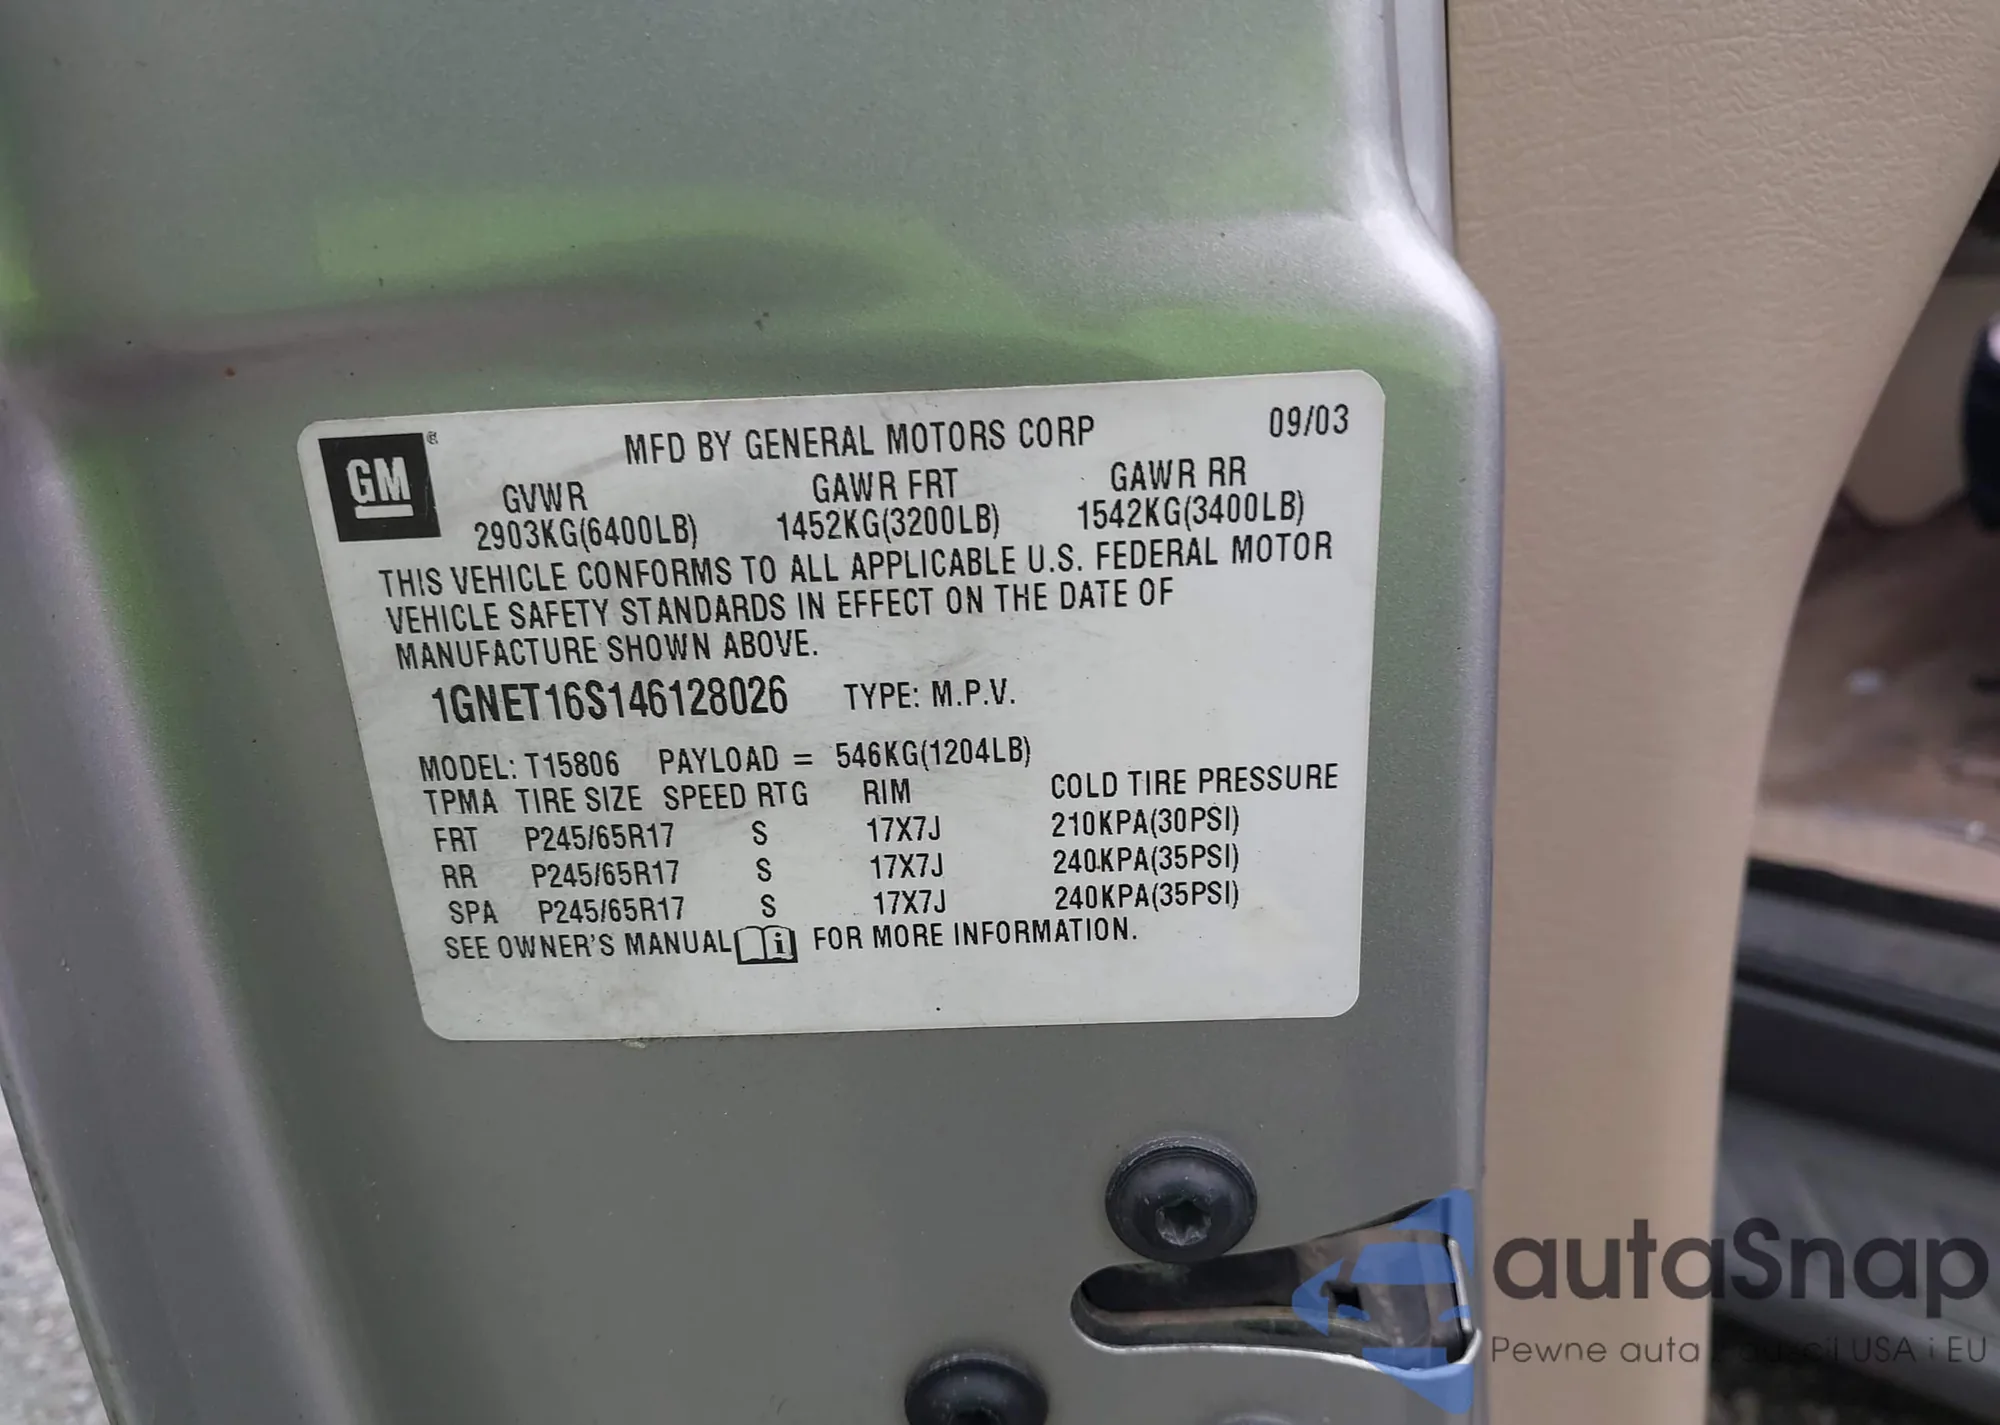 GM®
MFD BY GENERAL MOTORS CORP 09/03
GVWR GAWR FRT GAWR RR
2903KG(6400LB) 1452KG(3200LB) 1542KG(3400LB)
THIS VEHICLE CONFORMS TO ALL APPLICABLE U.S. FEDERAL MOTOR
VEHICLE SAFETY STANDARDS IN EFFECT ON THE DATE OF
MANUFACTURE SHOWN ABOVE.
1GNET16S146128026 TYPE: M.P.V.
MODEL: T15806 PAYLOAD = 546KG(1204LB)
TPMA TIRE SIZE SPEED RTG RIM COLD TIRE PRESSURE
FRT P245/65R17 S 17X7J 210KPA(30PSI)
RR P245/65R17 S 17X7J 240KPA(35PSI)
SPA P245/65R17 S 17X7J 240KPA(35PSI)
SEE OWNER'S MANUAL i FOR MORE INFORMATION.
autaSnap
Pewne auta USA i EU